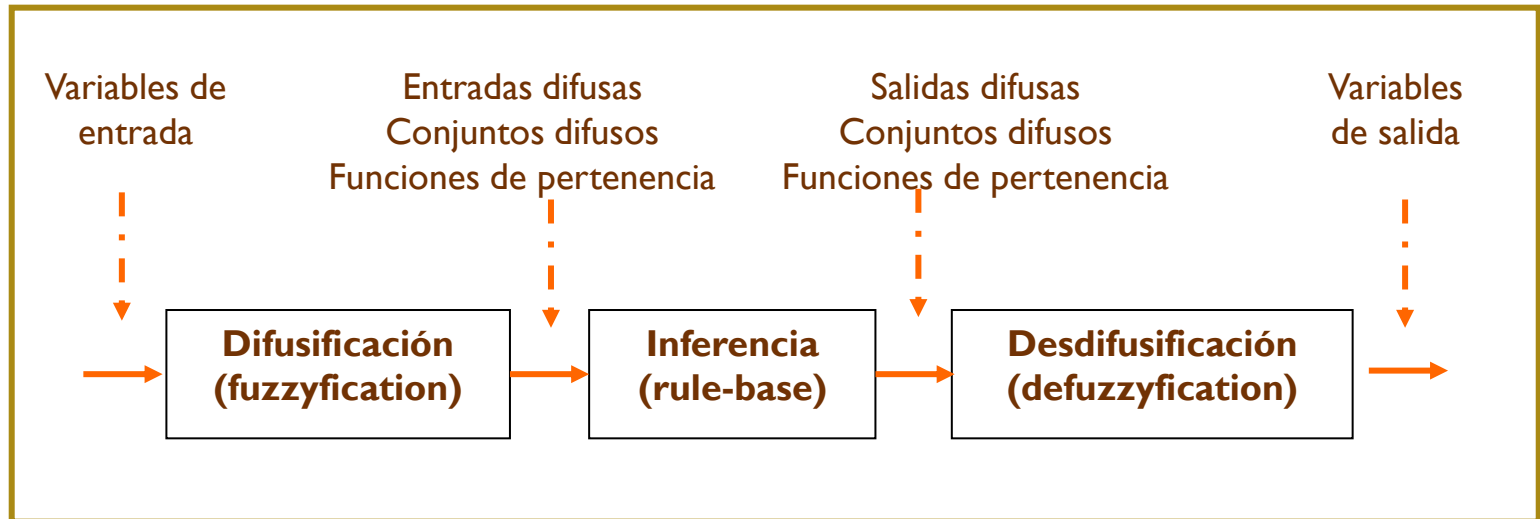 Variables de
entrada
Entradas difusas
Conjuntos difusos
Funciones de pertenencia
Salidas difusas
Conjuntos difusos
Funciones de pertenencia
Variables
de salida
Difusificación
(fuzzyfication)
Inferencia
(rule-base)
Desdifusificación
(defuzzyfication)